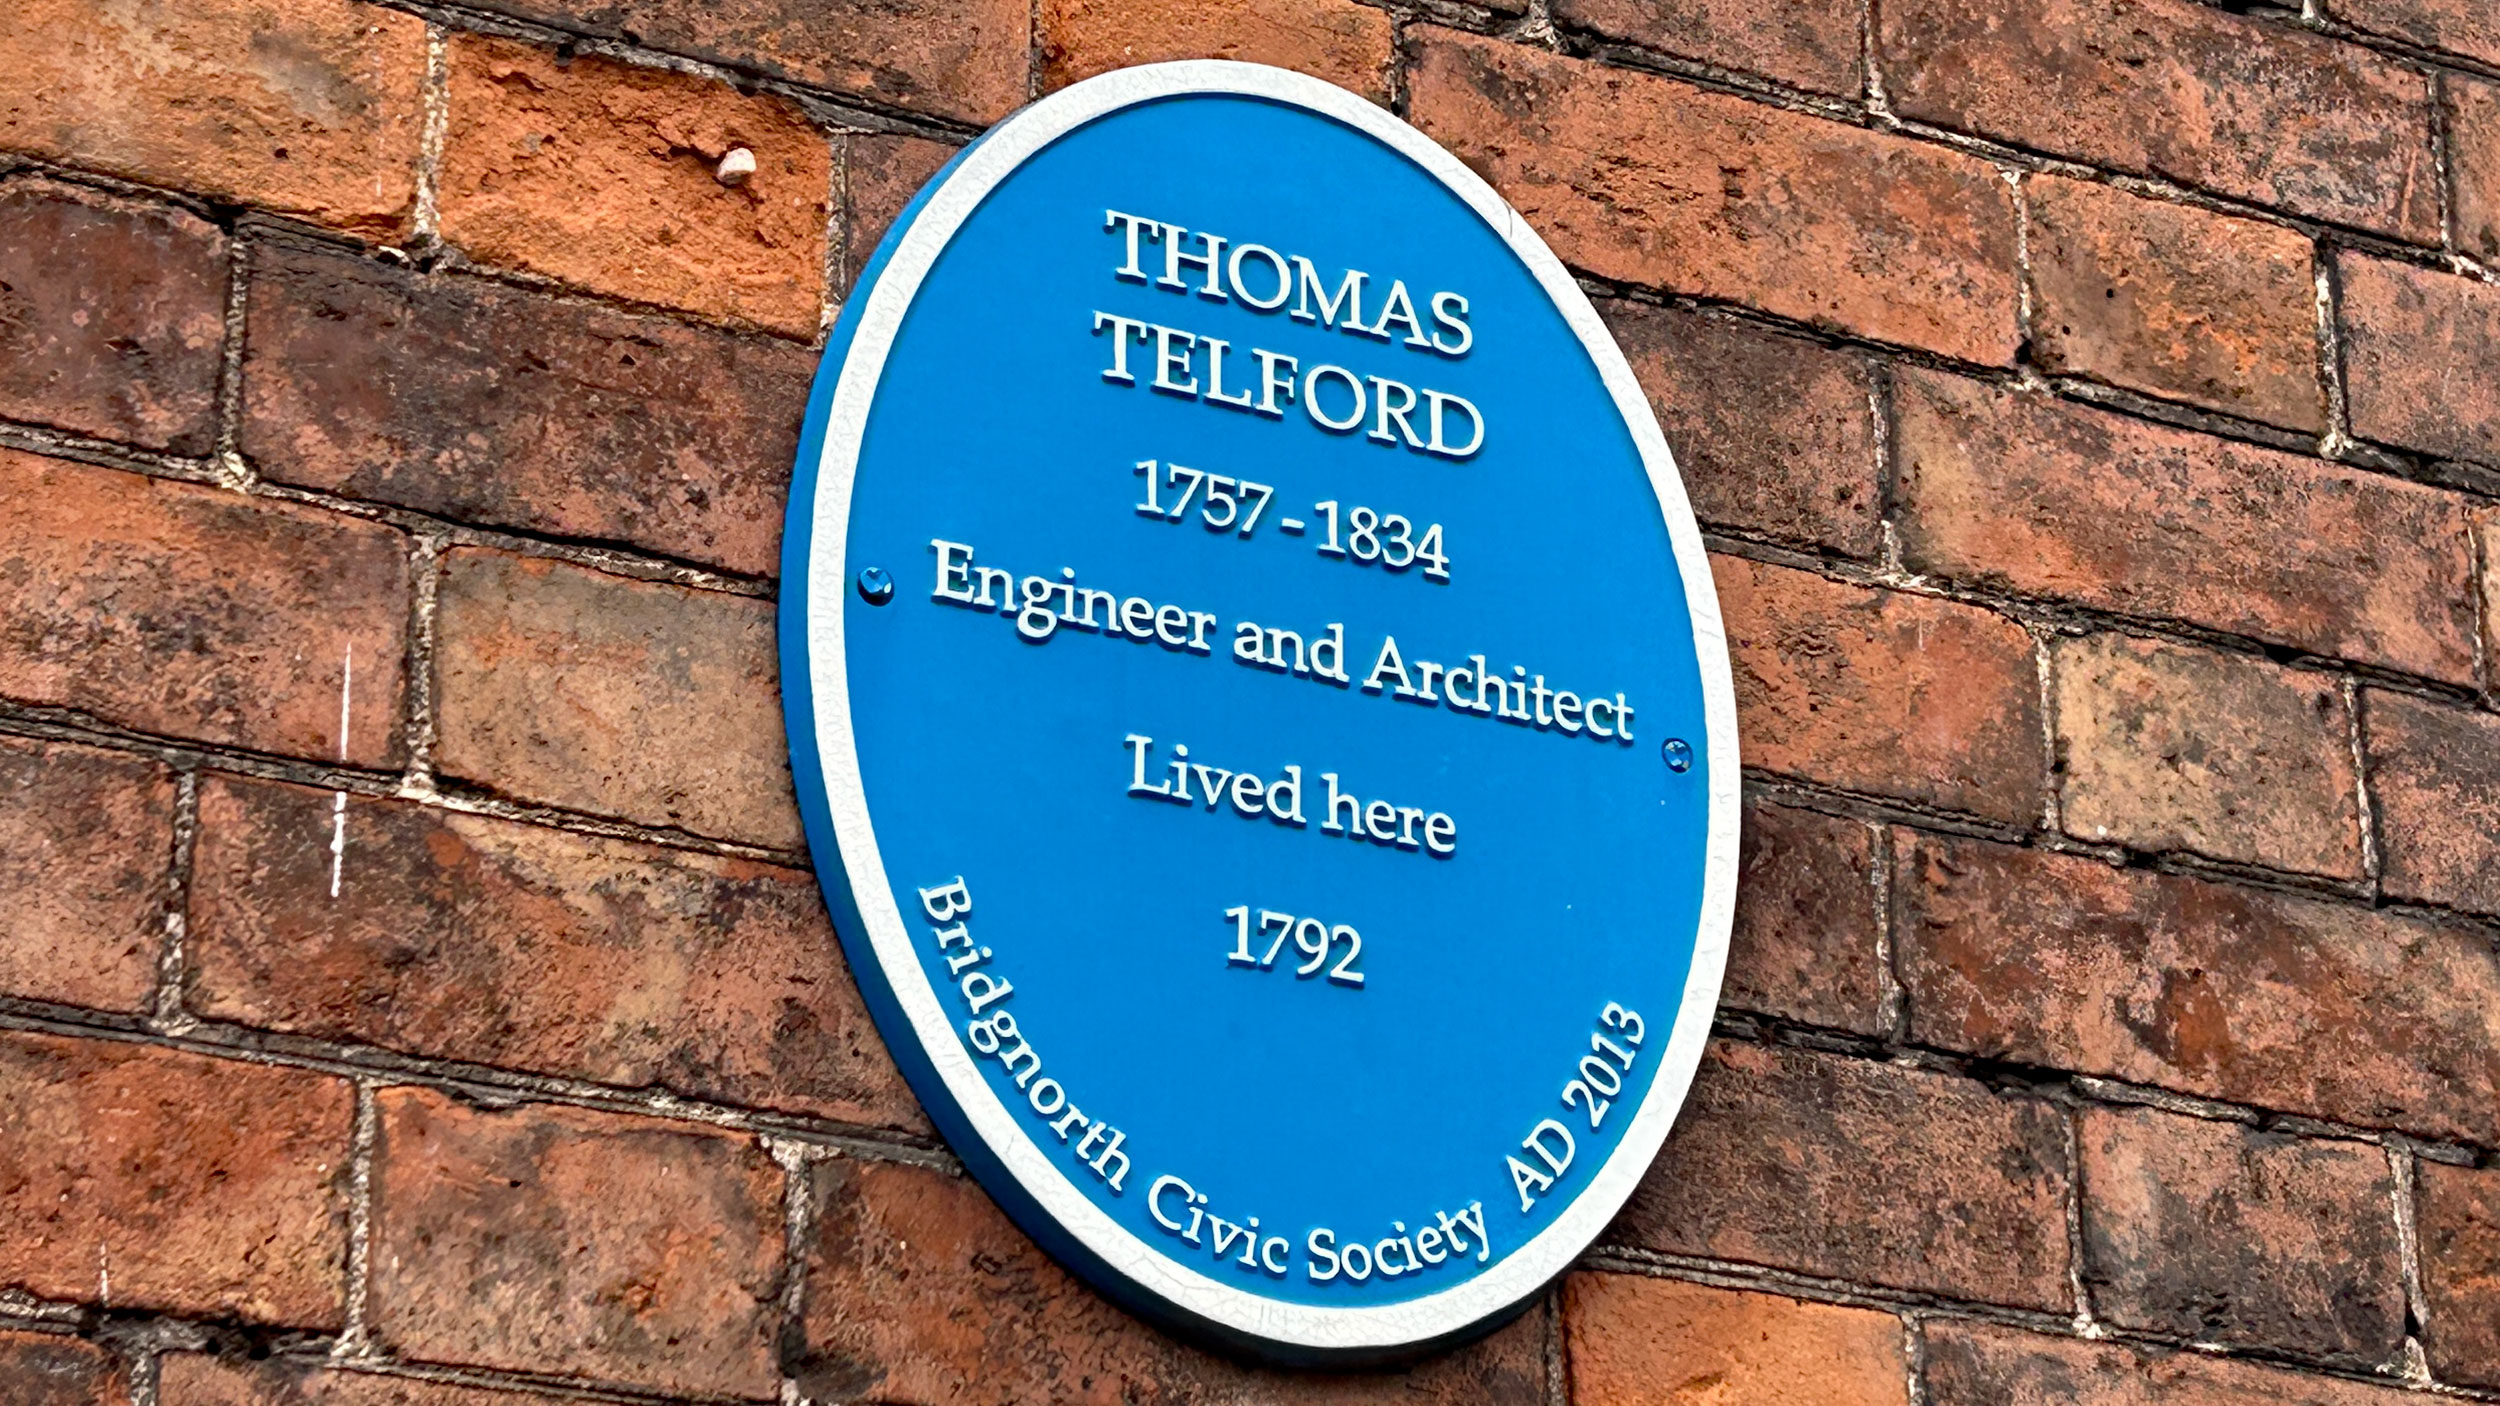 THOMAS
TELFORD
1757-1834
Engineer and Architect
Lived here
1792
Bridgnorth Civic Society AD 2013